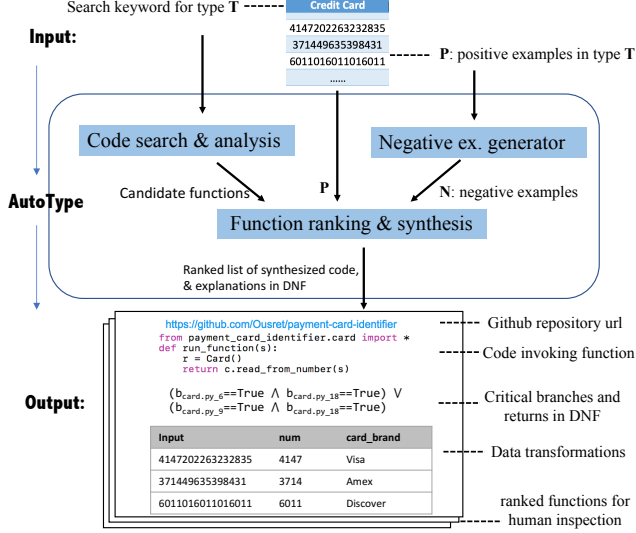 Search keyword for type T
Credit Card
Input:
4147202263232835
371449635398431
6011016011016011
......
P: positive examples in type T
Code search & analysis
Negative ex. generator
AutoType
Candidate functions
P
N: negative examples
Function ranking & synthesis
Ranked list of synthesized code,
& explanations in DNF
https://github.com/Ousret/payment-card-identifier
Github repository url
from payment_card_identifier.card import *
def run_function(s):
r = Card()
return c.read_from_number(s)
Code invoking function
Output:
(b card.py_6==True ∧ b card.py_18==True) ∨
(b card.py_9==True ∧ b card.py_18==True)
Critical branches and
returns in DNF
Input num card_brand
4147202263232835 4147 Visa
371449635398431 3714 Amex
6011016011016011 6011 Discover
Data transformations
ranked functions for
human inspection